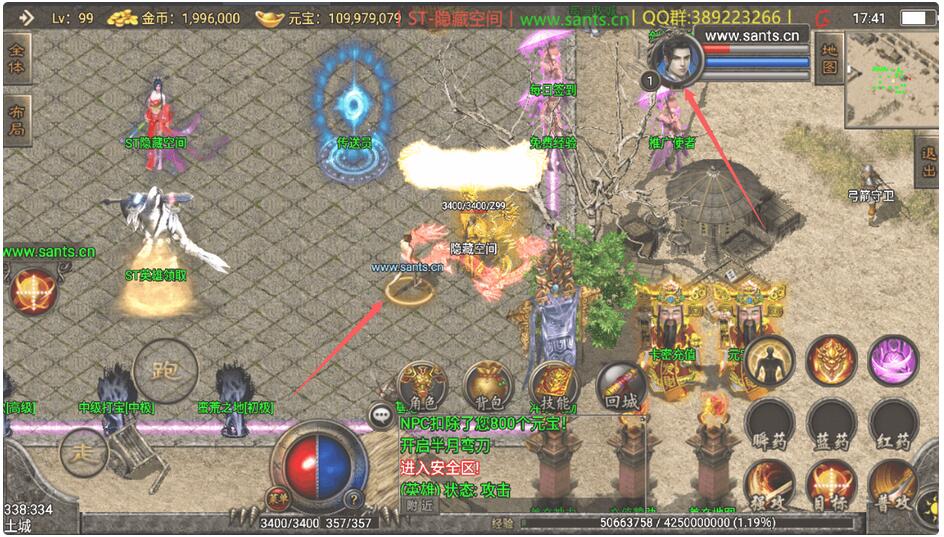 Lv: 99
金币: 1,996,000
元宝: 109,979,079
ST-隐藏空间 | www.sants.cn | QQ群:389223266 |
17:41
全体
布局
www.sants.cn
1
地图
退出
每日签到
ST隐藏空间
传送员
免费经验
推广使者
弓箭守卫
3400/3400/Z99
隐藏空间
www.sants.cn
www.sants.cn
ST英雄领取
卡密充值
跑
走
[高级]
中级打宝[中极]
蛮荒之地[初极]
角色
背包
技能
回城
瞬药
蓝药
红药
强攻
目标
普攻
NPC扣除了您800个元宝!
开启半月弯刀
进入安全区!
(英雄) 状态: 攻击
附近
菜单
?
338:334
土城
3400/3400 357/357
经验
50663758 / 4250000000 (1.19%)